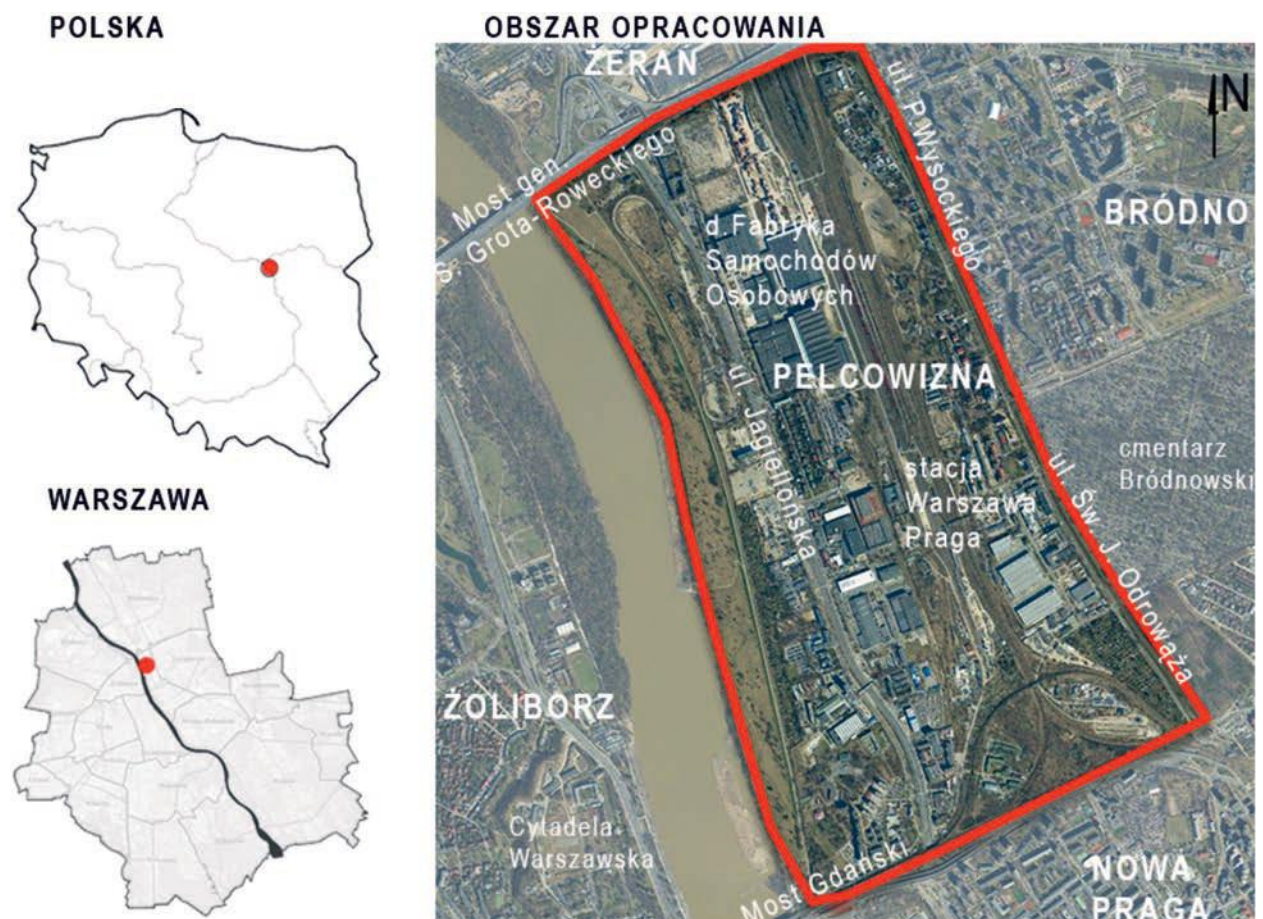 POLSKA
WARSZAWA
OBSZAR OPRACOWANIA
ŻERAŃ
N
Most gen.
S. Grota-Roweckiego
ul. P.Wysockiego
BRÓDNO
d.Fabryka
Samochodów
Osobowych
PELCOWIZNA
ul. Jagiellońska
stacja
Warszawa
Praga
cmentarz
Bródnowski
ul. Św. J. Odrowąża
ŻOLIBORZ
Cytadela
Warszawska
Most Gdański
NOWA
PRAGA